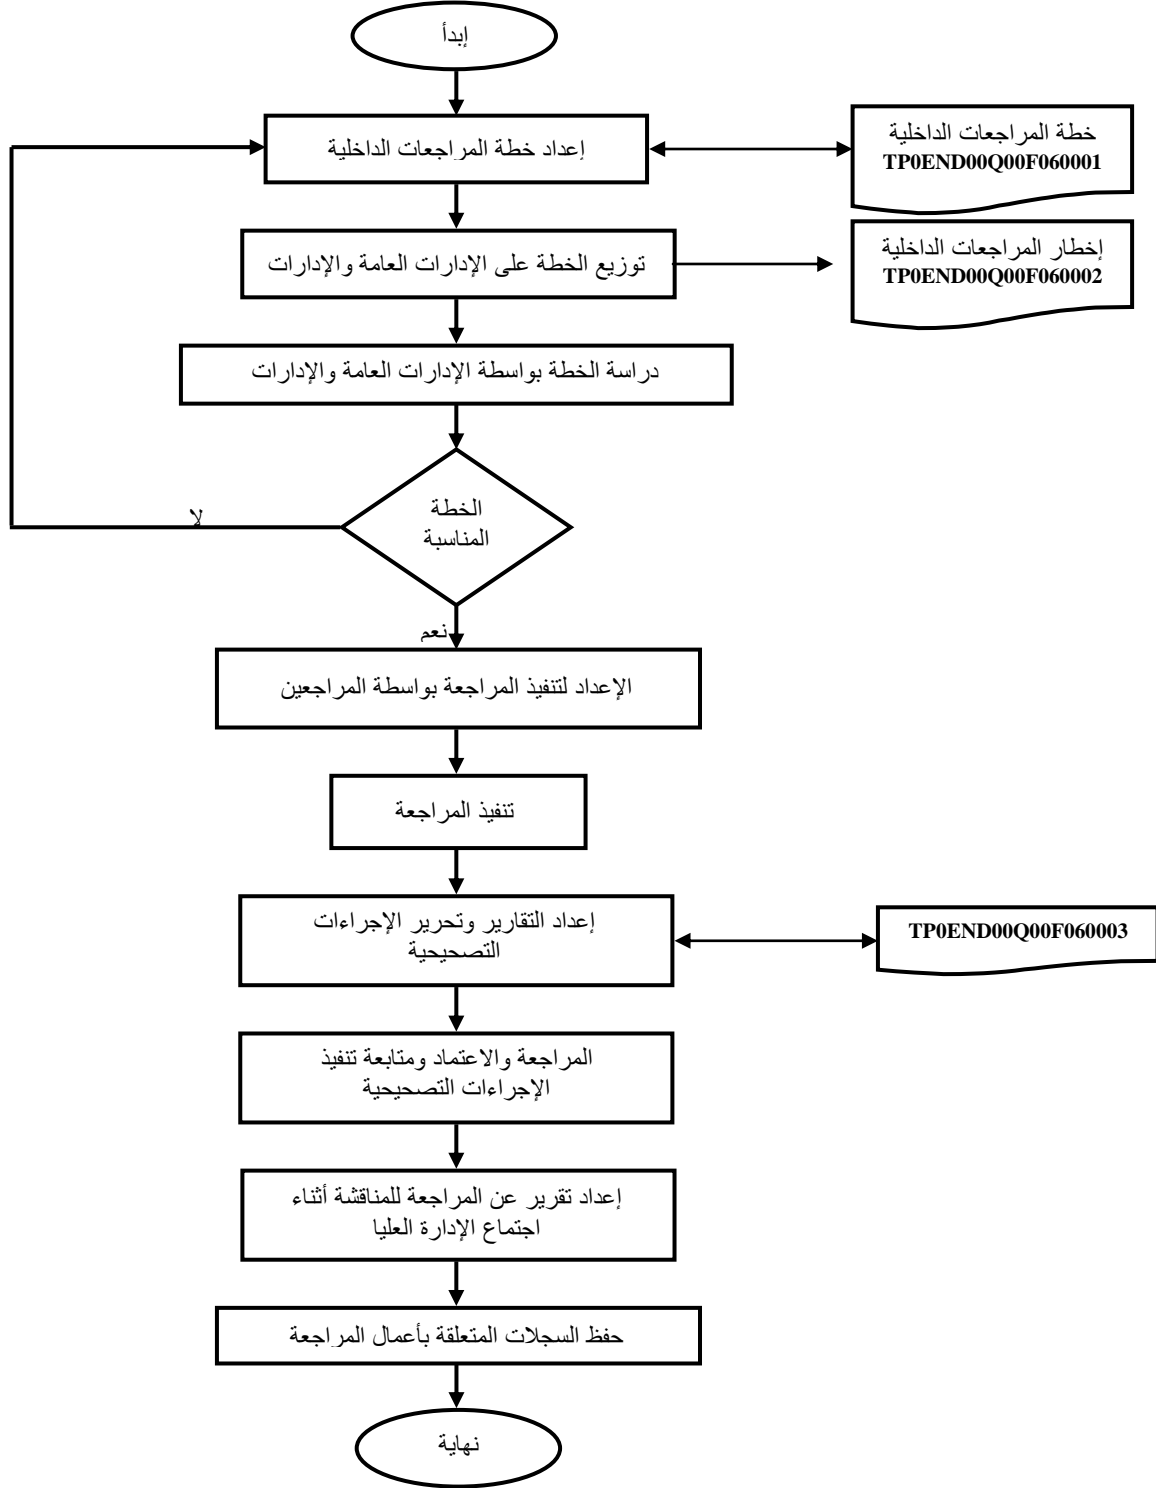 إبدأ
إعداد خطة المراجعات الداخلية
خطة المراجعات الداخلية
TP0END00Q00F060001
توزيع الخطة على الإدارات العامة والإدارات
إخطار المراجعات الداخلية
TP0END00Q00F060002
دراسة الخطة بواسطة الإدارات العامة والإدارات
الخطة
المناسبة
لا
نعم
الإعداد لتنفيذ المراجعة بواسطة المراجعين
تنفيذ المراجعة
إعداد التقارير وتحرير الإجراءات
التصحيحية
TP0END00Q00F060003
المراجعة والاعتماد ومتابعة تنفيذ
الإجراءات التصحيحية
إعداد تقرير عن المراجعة للمناقشة أثناء
اجتماع الإدارة العليا
حفظ السجلات المتعلقة بأعمال المراجعة
نهاية